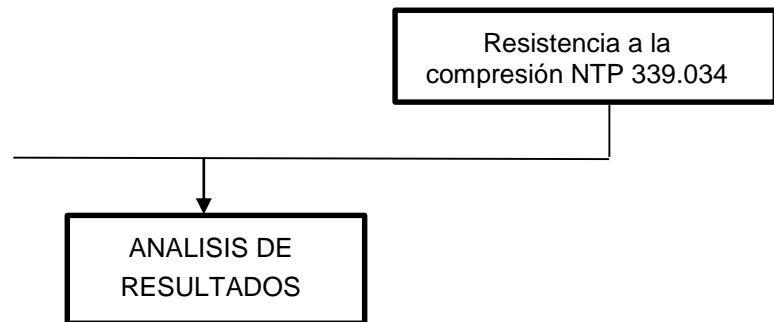 Resistencia a la
compresión NTP 339.034
ANALISIS DE
RESULTADOS